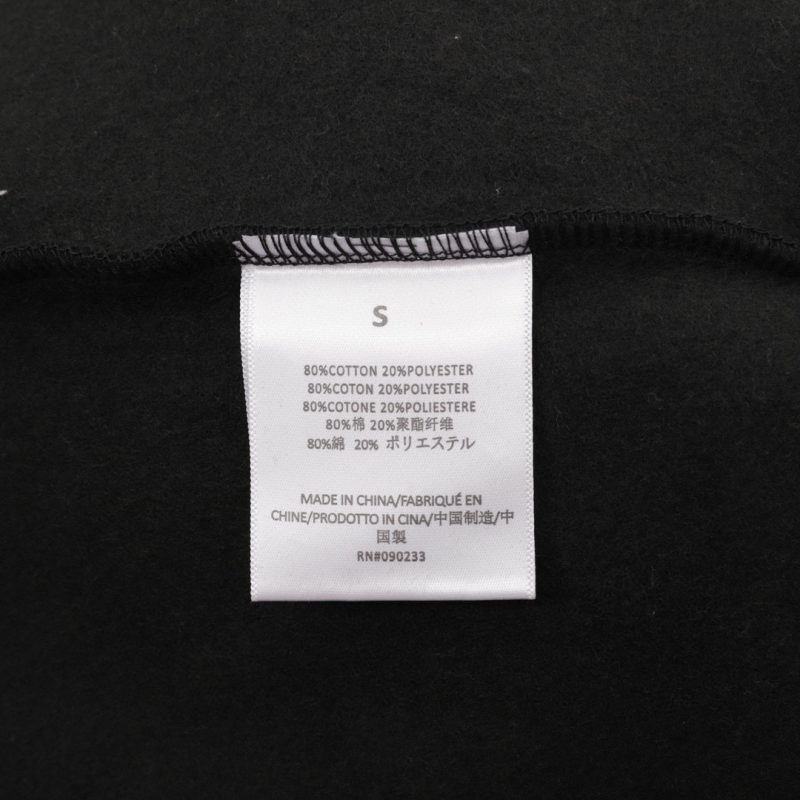 S
80%COTTON 20%POLYESTER
80%COTON 20%POLYESTER
80%COTONE 20%POLIESTERE
80%棉 20%聚酯纤维
80%綿 20% ポリエステル
MADE IN CHINA/FABRIQUÉ EN
CHINE/PRODOTTO IN CINA/中国制造/中
国製
RN#090233